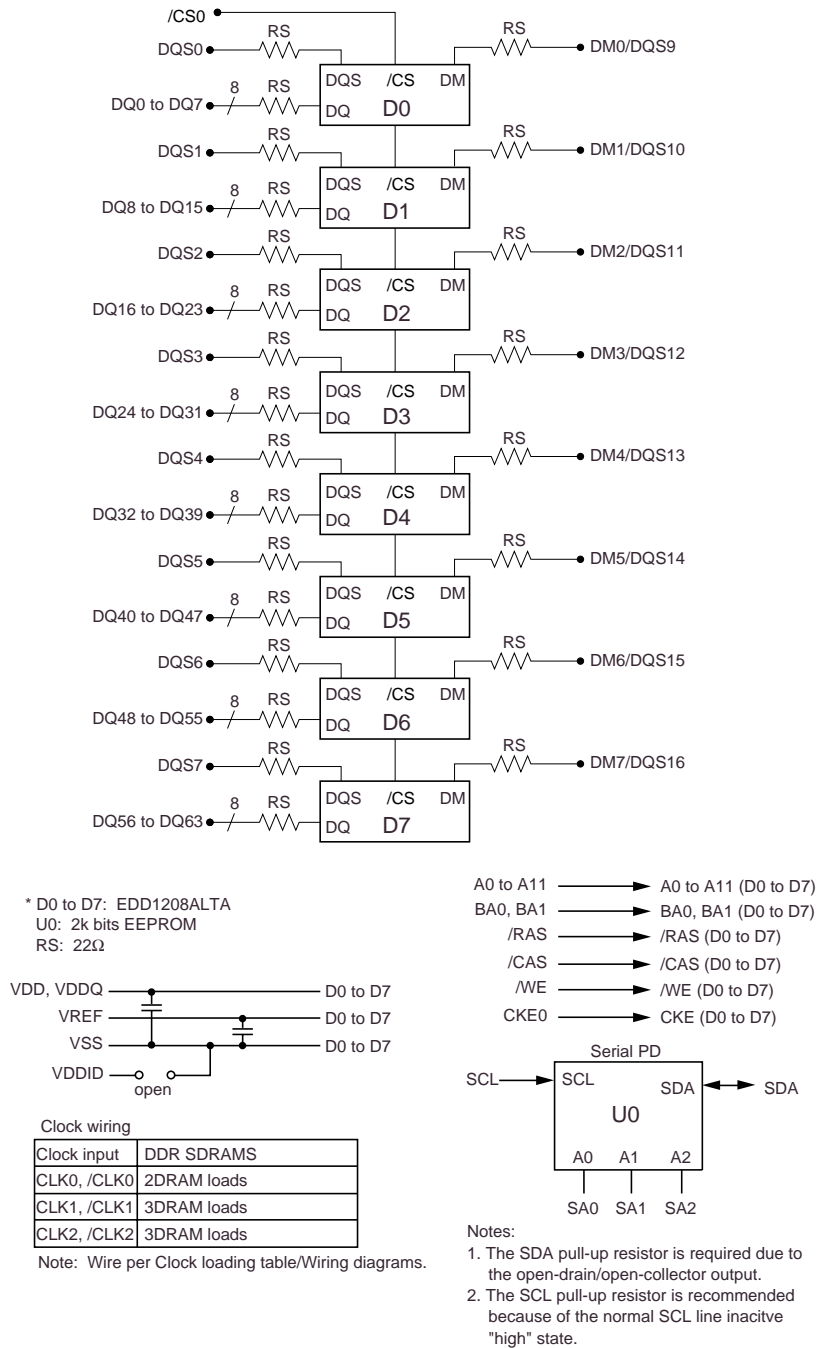 /CS0
RS RS
DQS0 DM0/DQS9
DQS /CS DM
8 RS
DQ0 to DQ7 DQ D0
RS RS
DQS1 DM1/DQS10
DQS /CS DM
8 RS
DQ8 to DQ15 DQ D1
RS RS
DQS2 DM2/DQS11
DQS /CS DM
8 RS
DQ16 to DQ23 DQ D2
RS RS
DQS3 DM3/DQS12
DQS /CS DM
8 RS
DQ24 to DQ31 DQ D3
RS RS
DQS4 DM4/DQS13
DQS /CS DM
8 RS
DQ32 to DQ39 DQ D4
RS RS
DQS5 DM5/DQS14
DQS /CS DM
8 RS
DQ40 to DQ47 DQ D5
RS RS
DQS6 DM6/DQS15
DQS /CS DM
8 RS
DQ48 to DQ55 DQ D6
RS RS
DQS7 DM7/DQS16
DQS /CS DM
8 RS
DQ56 to DQ63 DQ D7
* D0 to D7: EDD1208ALTA
U0: 2k bits EEPROM
RS: 22Ω
VDD, VDDQ D0 to D7
VREF D0 to D7
VSS D0 to D7
VDDID
open
Clock wiring
Clock input DDR SDRAMS
CLK0, /CLK0 2DRAM loads
CLK1, /CLK1 3DRAM loads
CLK2, /CLK2 3DRAM loads
Note: Wire per Clock loading table/Wiring diagrams.
A0 to A11 A0 to A11 (D0 to D7)
BA0, BA1 BA0, BA1 (D0 to D7)
/RAS /RAS (D0 to D7)
/CAS /CAS (D0 to D7)
/WE /WE (D0 to D7)
CKE0 CKE (D0 to D7)
Serial PD
SCL SCL SDA SDA
U0
A0 A1 A2
SA0 SA1 SA2
Notes:
1. The SDA pull-up resistor is required due to
the open-drain/open-collector output.
2. The SCL pull-up resistor is recommended
because of the normal SCL line inacitve
"high" state.